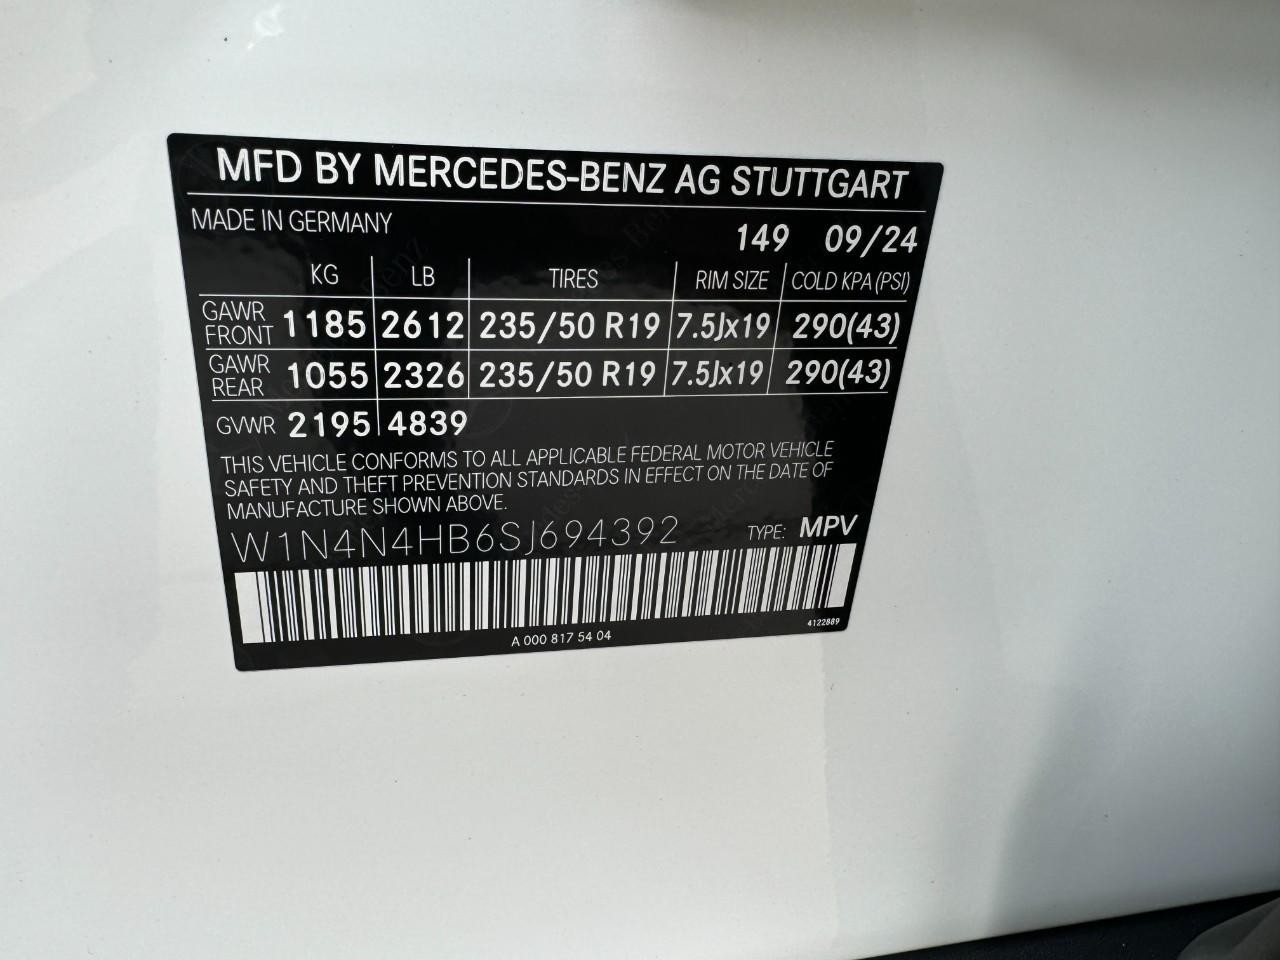 MFD BY MERCEDES-BENZ AG STUTTGART
MADE IN GERMANY
149 09/24
KG LB TIRES RIM SIZE COLD KPA (PSI)
GAWR FRONT 1185 2612 235/50 R19 7.5Jx19 290(43)
GAWR REAR 1055 2326 235/50 R19 7.5Jx19 290(43)
GVWR 2195 4839
THIS VEHICLE CONFORMS TO ALL APPLICABLE FEDERAL MOTOR VEHICLE
SAFETY AND THEFT PREVENTION STANDARDS IN EFFECT ON THE DATE OF
MANUFACTURE SHOWN ABOVE.
W1N4N4HB6SJ694392 TYPE: MPV
A 000 817 54 04
4122889